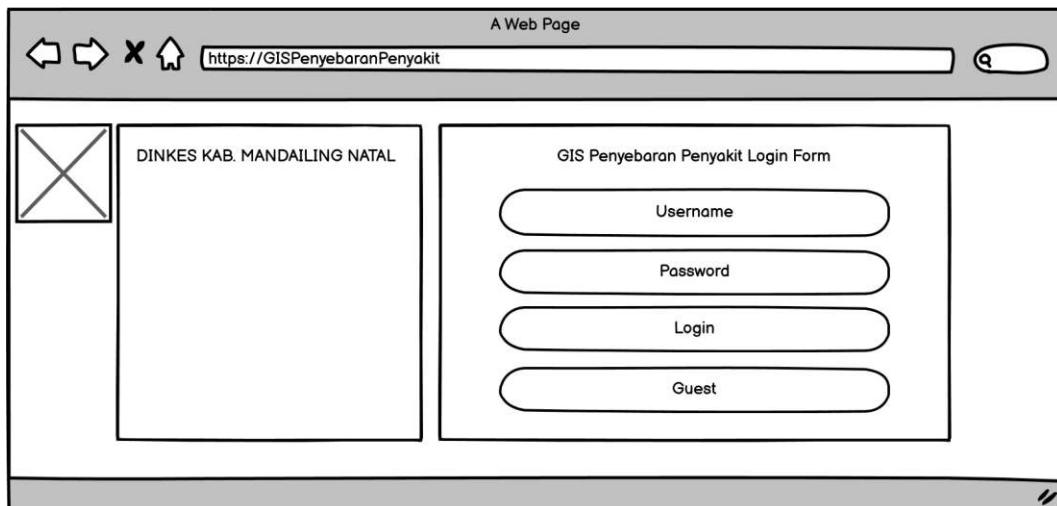 A Web Page
https://GISPenyebaranPenyakit
DINKES KAB. MANDAILING NATAL
GIS Penyebaran Penyakit Login Form
Username
Password
Login
Guest